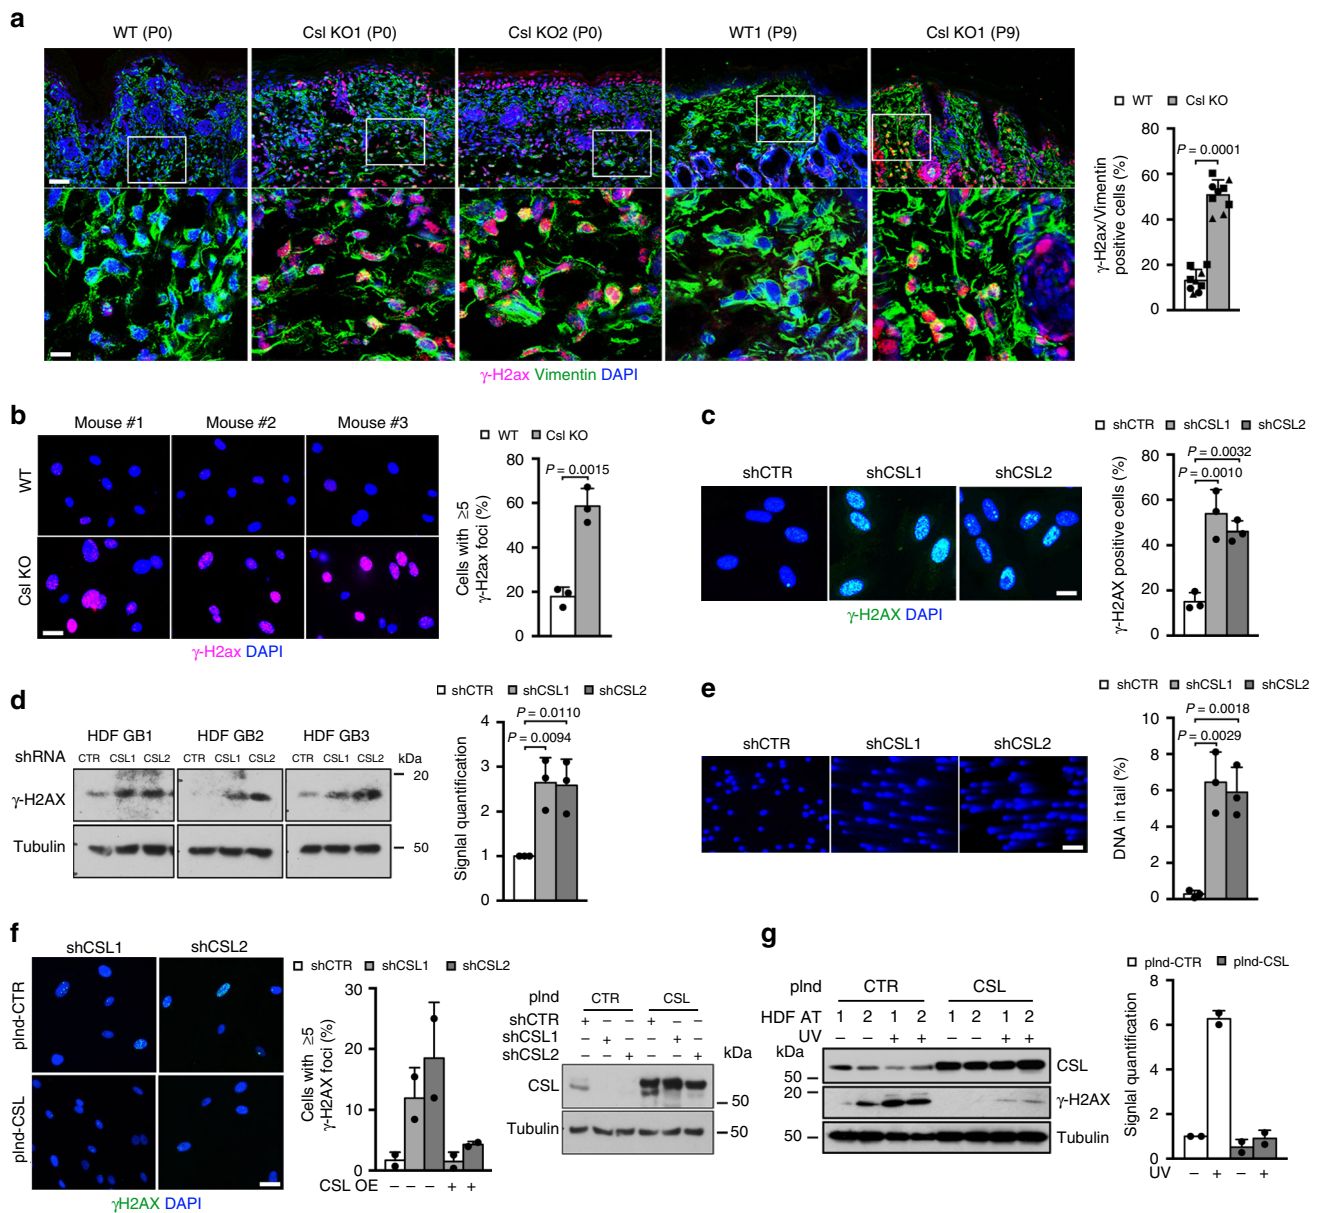 a
WT (P0)
Csl KO1 (P0)
Csl KO2 (P0)
WT1 (P9)
Csl KO1 (P9)
γ-H2ax Vimentin DAPI
WT Csl KO
γ-H2ax/Vimentin
positive cells (%)
80
60
40
20
0
P = 0.0001
b
Mouse #1
Mouse #2
Mouse #3
WT
Csl KO
γ-H2ax DAPI
WT Csl KO
Cells with ≥5
γ-H2ax foci (%)
80
60
40
20
0
P = 0.0015
c
shCTR
shCSL1
shCSL2
γ-H2AX DAPI
shCTR shCSL1 shCSL2
γ-H2AX positive cells (%)
80
60
40
20
0
P = 0.0032
P = 0.0010
d
HDF GB1
HDF GB2
HDF GB3
shRNA
CTR CSL1 CSL2
CTR CSL1 CSL2
CTR CSL1 CSL2
kDa
γ-H2AX
20
Tubulin
50
shCTR shCSL1 shCSL2
Signlal quantification
4
3
2
1
0
P = 0.0110
P = 0.0094
e
shCTR
shCSL1
shCSL2
shCTR shCSL1 shCSL2
DNA in tail (%)
10
8
6
4
2
0
P = 0.0018
P = 0.0029
f
shCSL1
shCSL2
plnd-CTR
plnd-CSL
γH2AX DAPI
shCTR shCSL1 shCSL2
Cells with ≥5
γ-H2AX foci (%)
30
20
10
0
CSL OE – – – + +
plnd
CTR
CSL
shCTR + – – + – –
shCSL1 – + – – + –
shCSL2 – – + – – +
kDa
CSL
50
Tubulin
50
g
plnd
CTR
CSL
HDF AT 1 2 1 2 1 2 1 2
UV – – + + – – + +
kDa
50
CSL
20
γ-H2AX
50
Tubulin
plnd-CTR plnd-CSL
Signlal quantification
8
6
4
2
0
UV – + – +